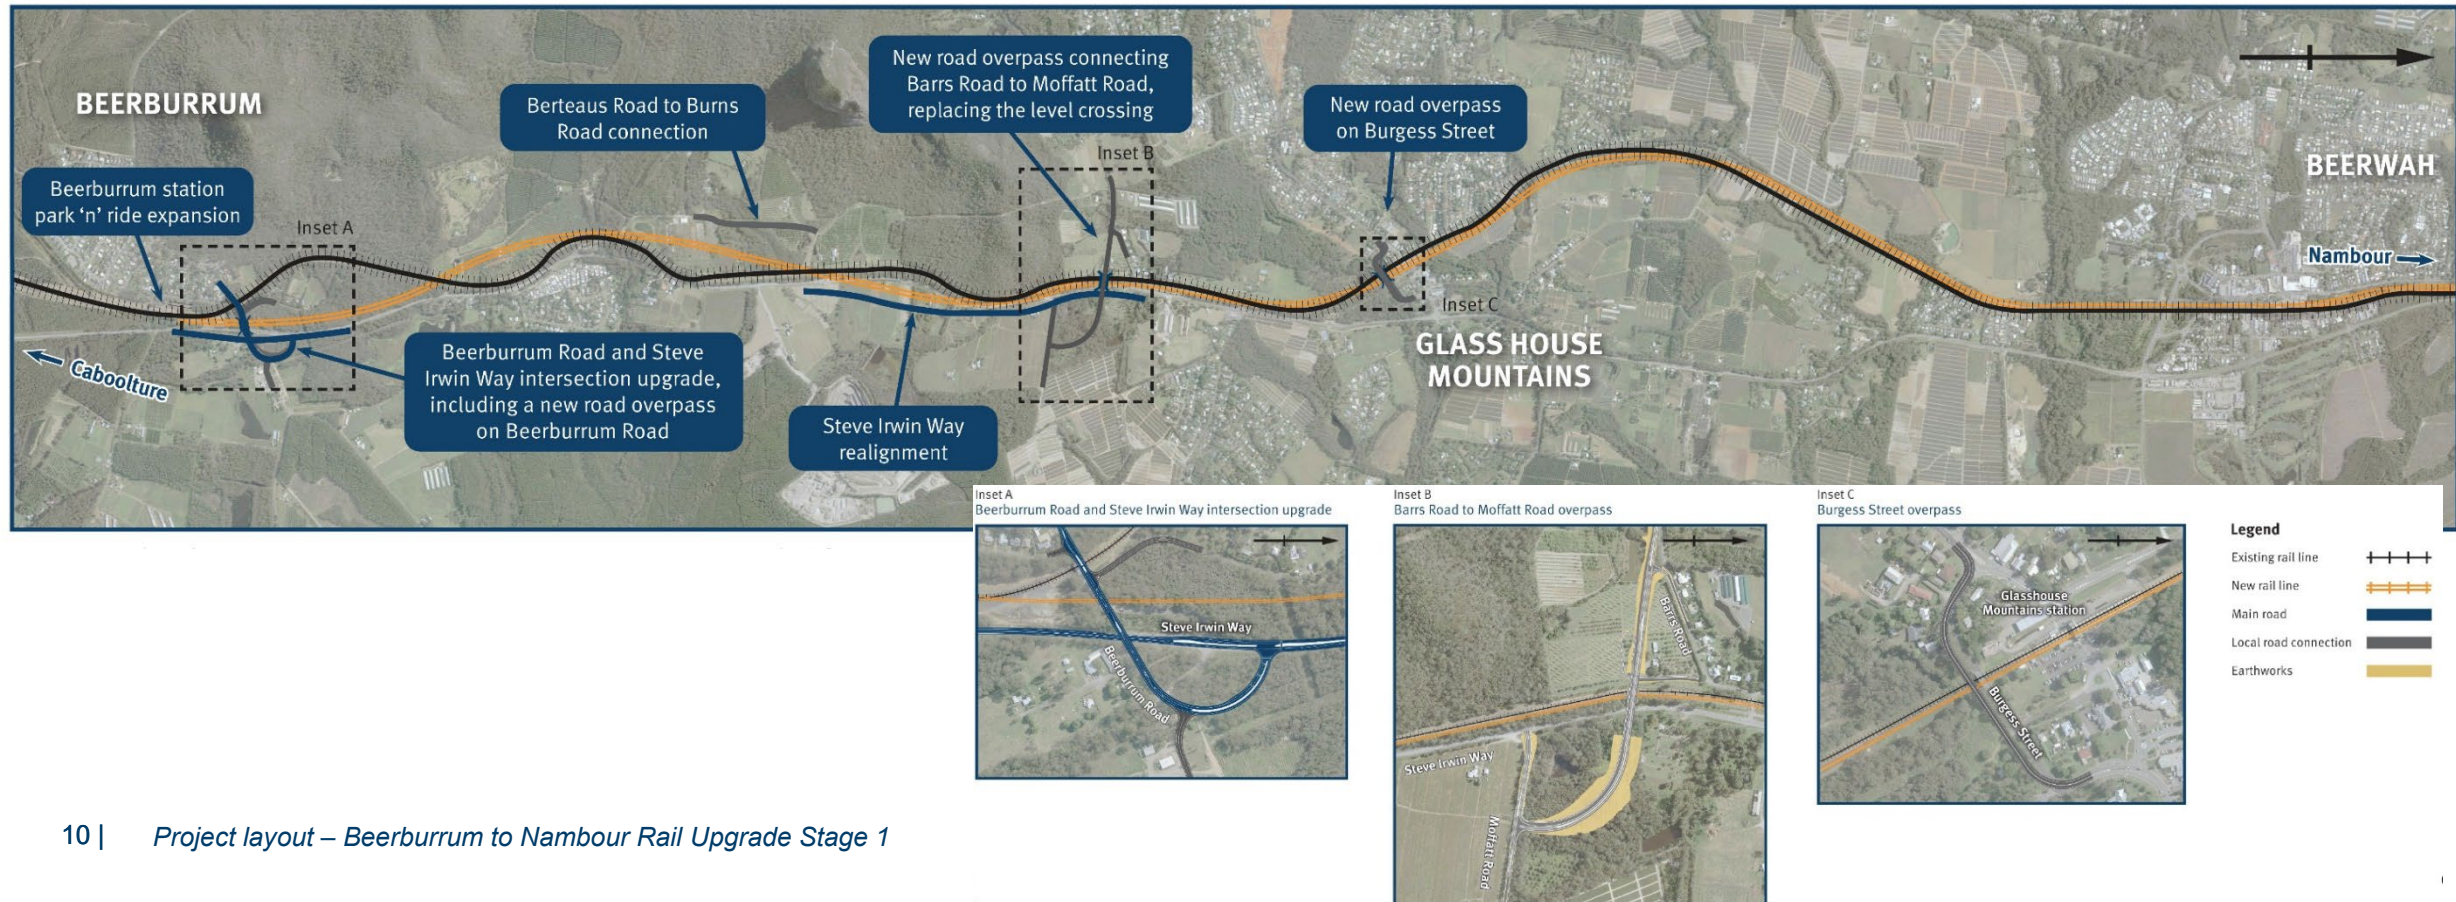 BEERBURRUM
Beerburrum station
park ‘n’ ride expansion
Inset A
Caboolture
Beerburrum Road and Steve
Irwin Way intersection upgrade,
including a new road overpass
on Beerburrum Road
Berteaus Road to Burns
Road connection
Steve Irwin Way
realignment
New road overpass connecting
Barrs Road to Moffatt Road,
replacing the level crossing
Inset B
New road overpass
on Burgess Street
Inset C
GLASS HOUSE
MOUNTAINS
BEERWAH
Nambour
Inset A
Beerburrum Road and Steve Irwin Way intersection upgrade
Steve Irwin Way
Beerburrum Road
Inset B
Barrs Road to Moffatt Road overpass
Barrs Road
Steve Irwin Way
Moffatt Road
Inset C
Burgess Street overpass
Glasshouse
Mountains station
Burgess Street
Legend
Existing rail line
New rail line
Main road
Local road connection
Earthworks
10 | Project layout – Beerburrum to Nambour Rail Upgrade Stage 1